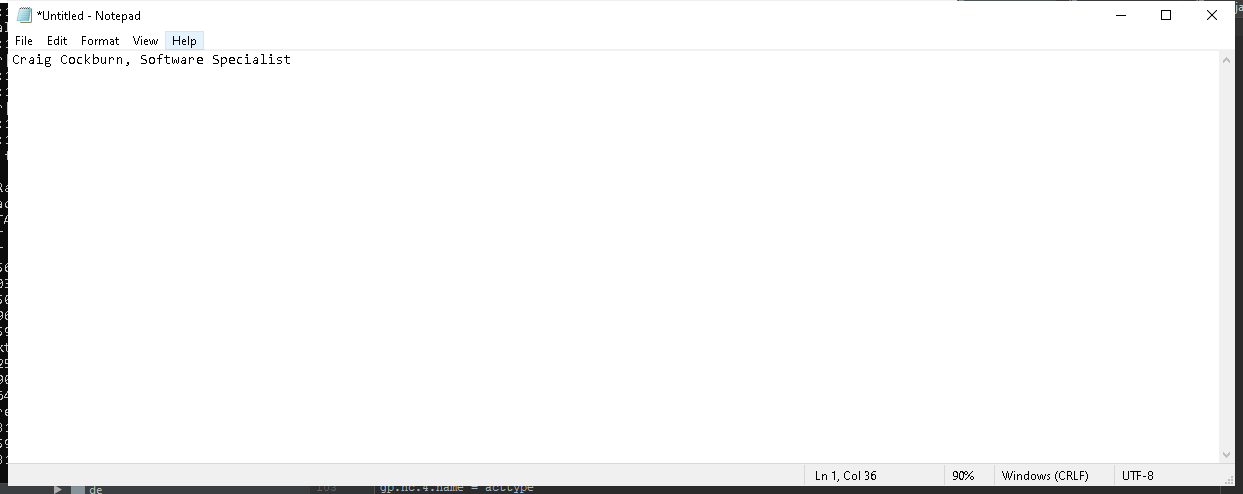 *Untitled - Notepad
File Edit Format View Help
Craig Cockburn, Software Specialist
Ln 1, Col 36 90% Windows (CRLF) UTF-8
de 103 gp.nc.4.name = acctype